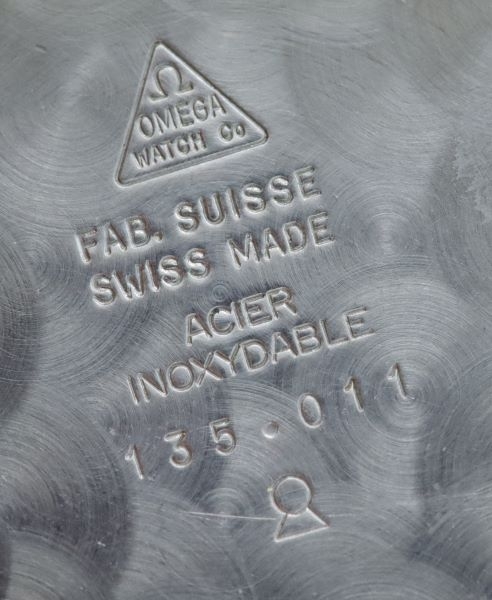 Ω
OMEGA
WATCH Co
FAB. SUISSE
SWISS MADE
ACIER
INOXYDABLE
135.011